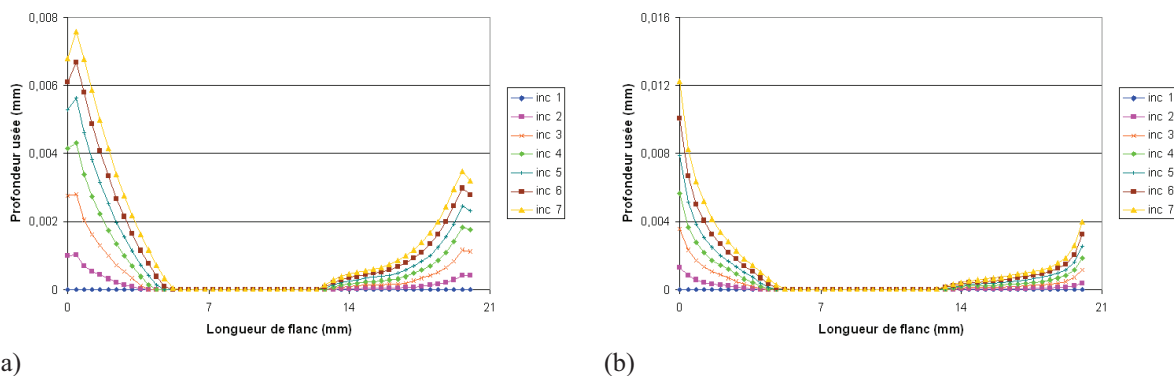 0,008
0,006
0,004
0,002
0
Profondeur usée (mm)
0
7
14
21
Longueur de flanc (mm)
inc 1
inc 2
inc 3
inc 4
inc 5
inc 6
inc 7
a)
0,016
0,012
0,008
0,004
0
Profondeur usée (mm)
0
7
14
21
Longueur de flanc (mm)
inc 1
inc 2
inc 3
inc 4
inc 5
inc 6
inc 7
(b)